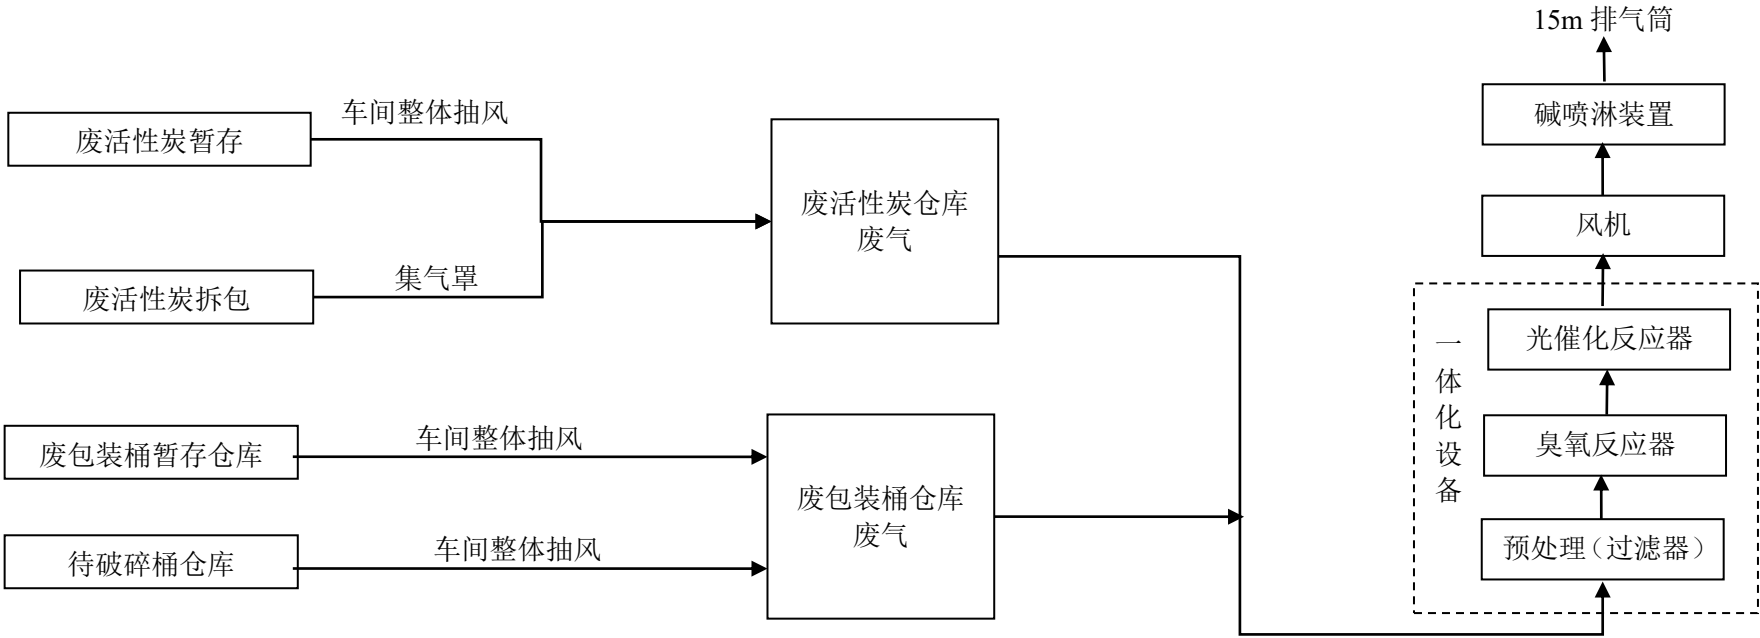 15m 排气筒
车间整体抽风
废活性炭暂存
碱喷淋装置
废活性炭仓库
废气
风机
集气罩
废活性炭拆包
光催化反应器
一
体
化
设
备
车间整体抽风
废包装桶暂存仓库
臭氧反应器
废包装桶仓库
废气
车间整体抽风
待破碎桶仓库
预处理（过滤器）